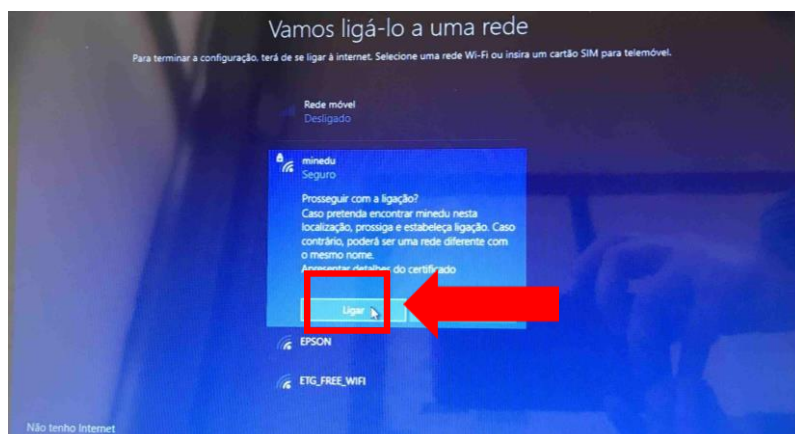 Vamos ligá-lo a uma rede
Para terminar a configuração, terá de se ligar à internet. Selecione uma rede Wi-Fi ou insira um cartão SIM para telemóvel.
Rede móvel
Desligado
minedu
Seguro
Prosseguir com a ligação?
Caso pretenda encontrar minedu nesta
localização, prossiga e estabeleça ligação. Caso
contrário, poderá ser uma rede diferente com
o mesmo nome.
Apresentar detalhes do certificado
Ligar
EPSON
ETG_FREE_WIFI
Não tenho Internet